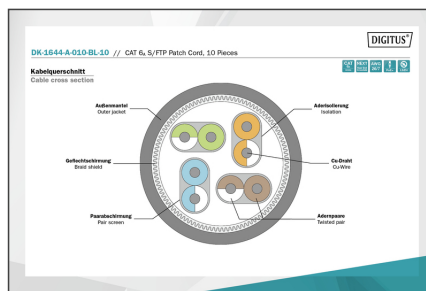 DIGITUS®
DK-1644-A-010-BL-10 // CAT 6A S/FTP Patch Cord, 10 Pieces
Kabelquerschnitt
Cable cross section
Außenmantel
Outer jacket
Aderisolierung
Isolation
Geflechtschirmung
Braid shield
Cu-Draht
Cu-Wire
Paarabschirmung
Pair screen
Adernpaare
Twisted pair